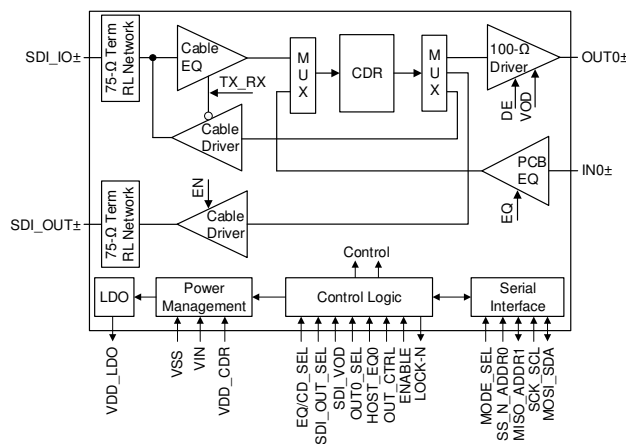 SDI_IO±
75-Ω Term
RL Network
Cable
EQ
TX_RX
Cable
Driver
M
U
X
CDR
M
U
X
100-Ω
Driver
OUT0±
DE
VOD
PCB
EQ
IN0±
EQ
SDI_OUT±
75-Ω Term
RL Network
EN
Cable
Driver
Control
LDO
Power
Management
Control Logic
Serial
Interface
VDD_LDO
VSS
VIN
VDD_CDR
EQ/CD_SEL
SDI_OUT_SEL
SDI_VOD
OUT0_SEL
HOST_EQ0
OUT_CTRL
ENABLE
LOCK-N
MODE_SEL
SS_N_ADDR0
MISO_ADDR1
SCK_SCL
MOSI_SDA